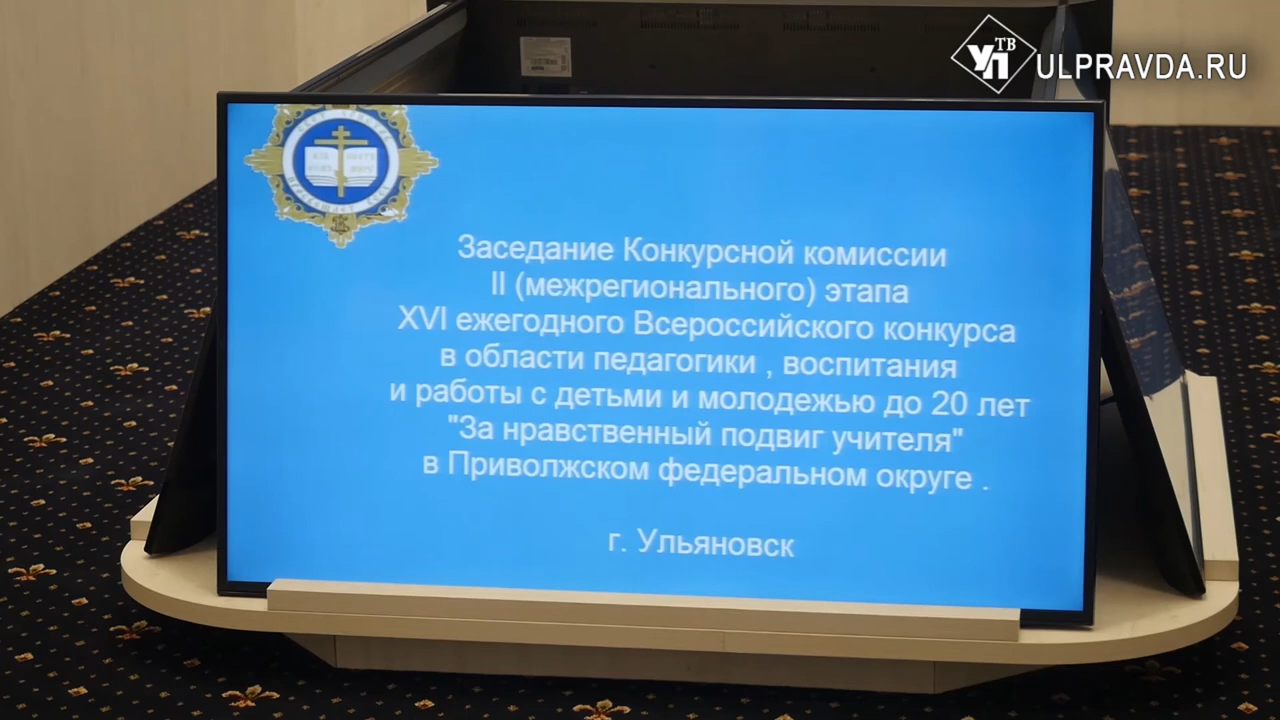 ТВ
УП
ULPRAVDA.RU
Заседание Конкурсной комиссии
II (межрегионального) этапа
XVI ежегодного Всероссийского конкурса
в области педагогики , воспитания
и работы с детьми и молодежью до 20 лет
"За нравственный подвиг учителя"
в Приволжском федеральном округе .
г. Ульяновск